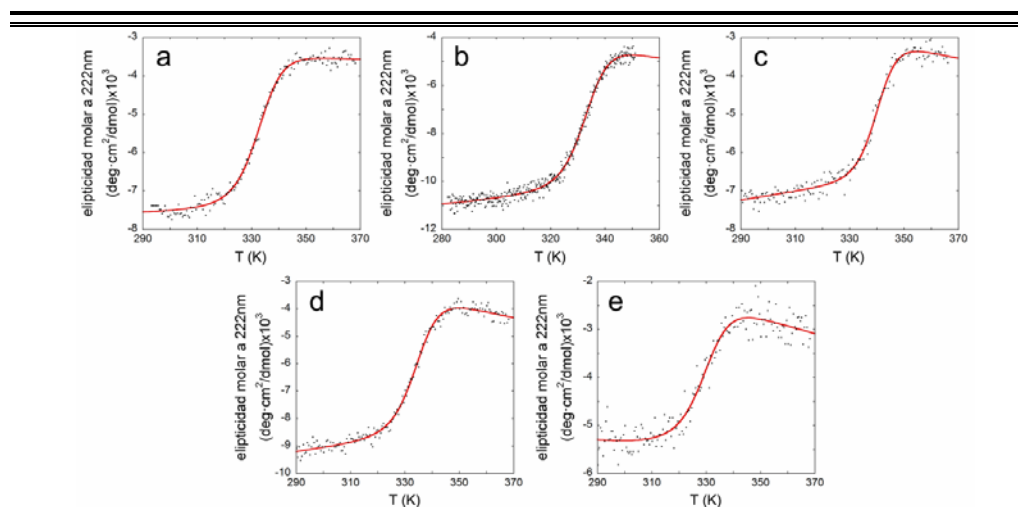 a
elipticidad molar a 222nm
(deg·cm²/dmol)x10³
-3
-4
-5
-6
-7
-8
290 310 330 350 370
T (K)
b
elipticidad molar a 222nm
(deg·cm²/dmol)x10³
-4
-6
-8
-10
-12
280 300 320 340 360
T (K)
c
elipticidad molar a 222nm
(deg·cm²/dmol)x10³
-3
-4
-5
-6
-7
-8
290 310 330 350 370
T (K)
d
elipticidad molar a 222nm
(deg·cm²/dmol)x10³
-3
-4
-5
-6
-7
-8
-9
-10
290 310 330 350 370
T (K)
e
elipticidad molar a 222nm
(deg·cm²/dmol)x10³
-2
-3
-4
-5
-6
290 310 330 350 370
T (K)